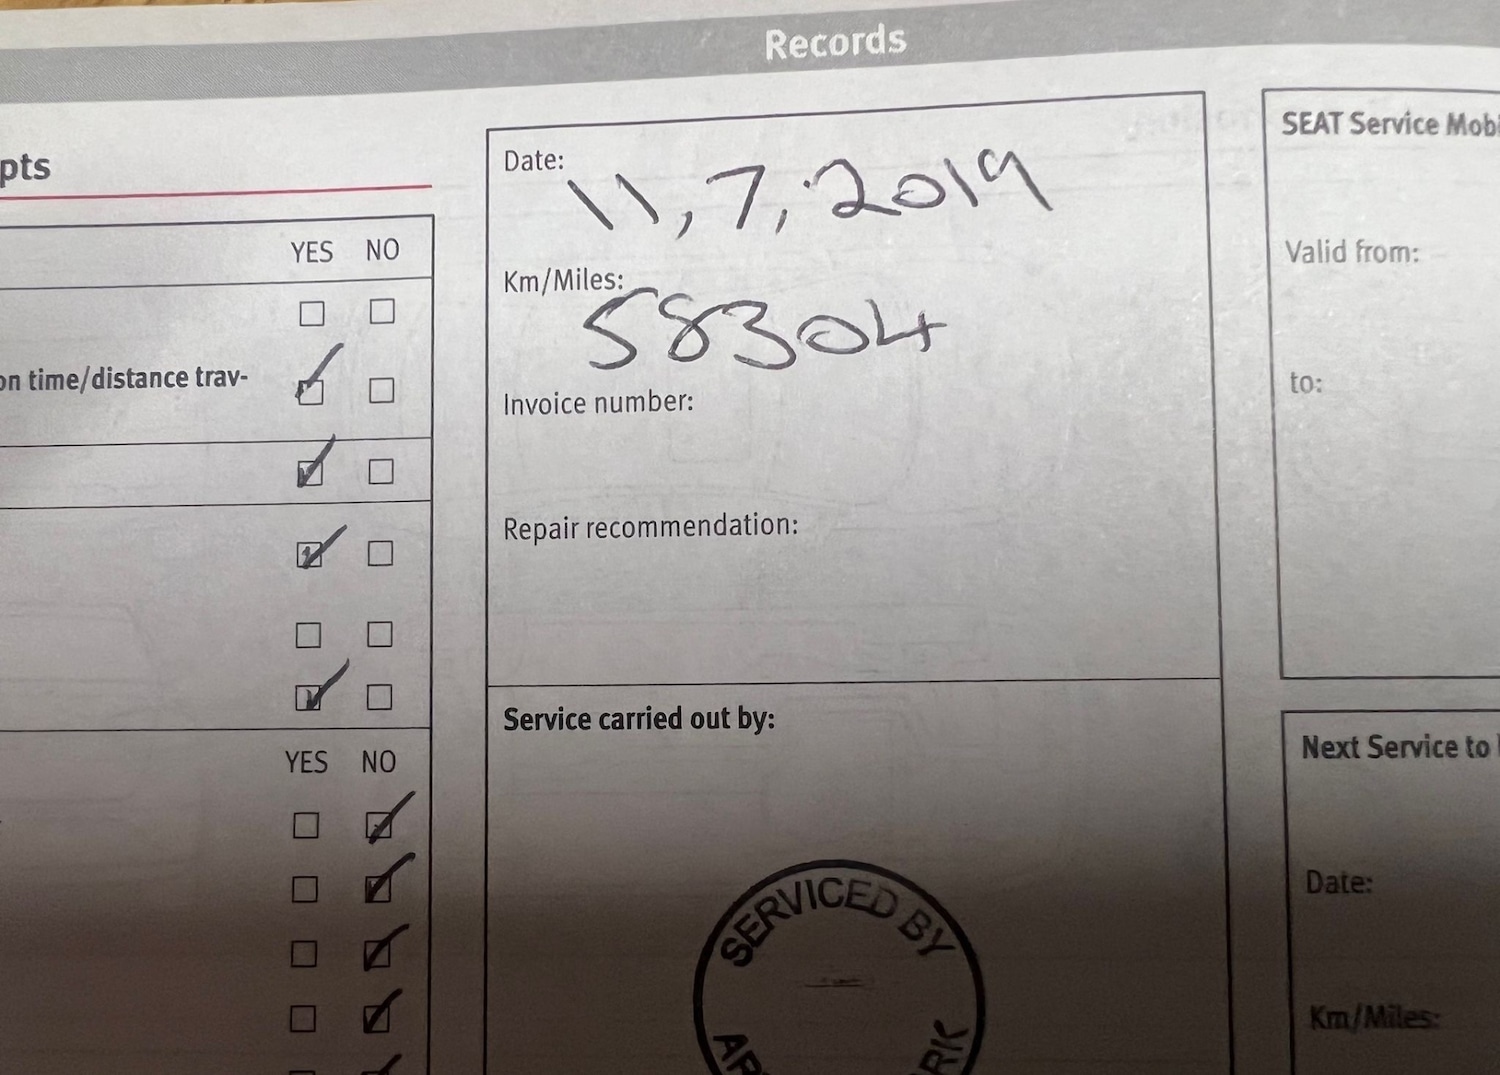 Records
pts
YES NO
on time/distance trav-
YES NO
Date:
11,7,2019
Km/Miles:
58304
Invoice number:
Repair recommendation:
Service carried out by:
SERVICED BY
SEAT Service Mobi
Valid from:
to:
Next Service to
Date:
Km/Miles: